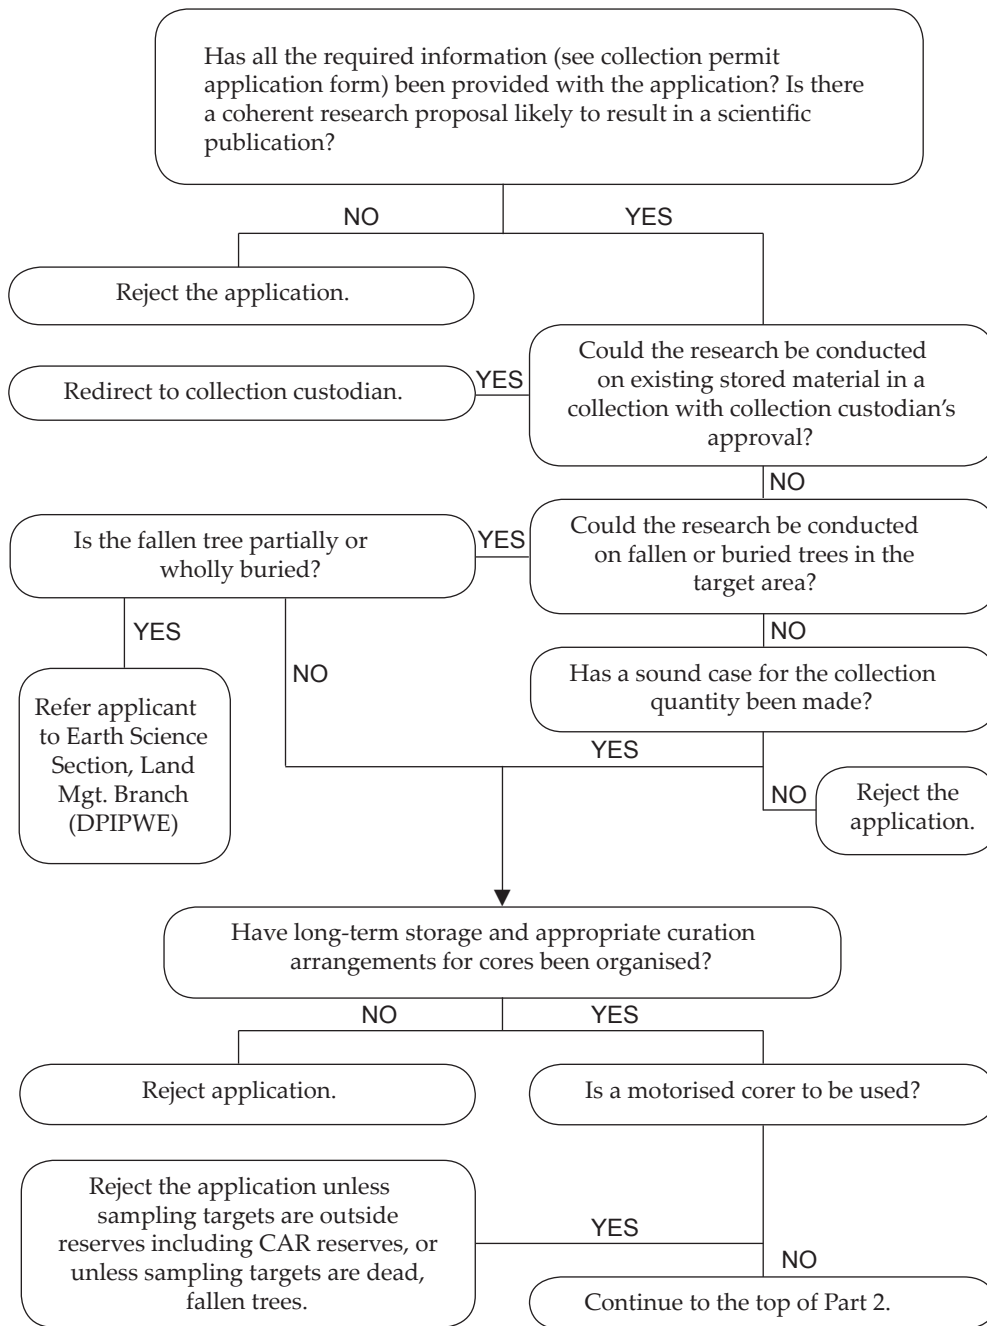 Has all the required information (see collection permit
application form) been provided with the application? Is there
a coherent research proposal likely to result in a scientific
publication?
NO
YES
Reject the application.
Could the research be conducted
on existing stored material in a
collection with collection custodian's
approval?
YES
Redirect to collection custodian.
NO
Could the research be conducted
on fallen or buried trees in the
target area?
YES
Is the fallen tree partially or
wholly buried?
YES
NO
NO
Refer applicant
to Earth Science
Section, Land
Mgt. Branch
(DPIPWE)
Has a sound case for the collection
quantity been made?
YES
NO
Reject the
application.
Have long-term storage and appropriate curation
arrangements for cores been organised?
NO
YES
Reject application.
Is a motorised corer to be used?
YES
Reject the application unless
sampling targets are outside
reserves including CAR reserves, or
unless sampling targets are dead,
fallen trees.
NO
Continue to the top of Part 2.